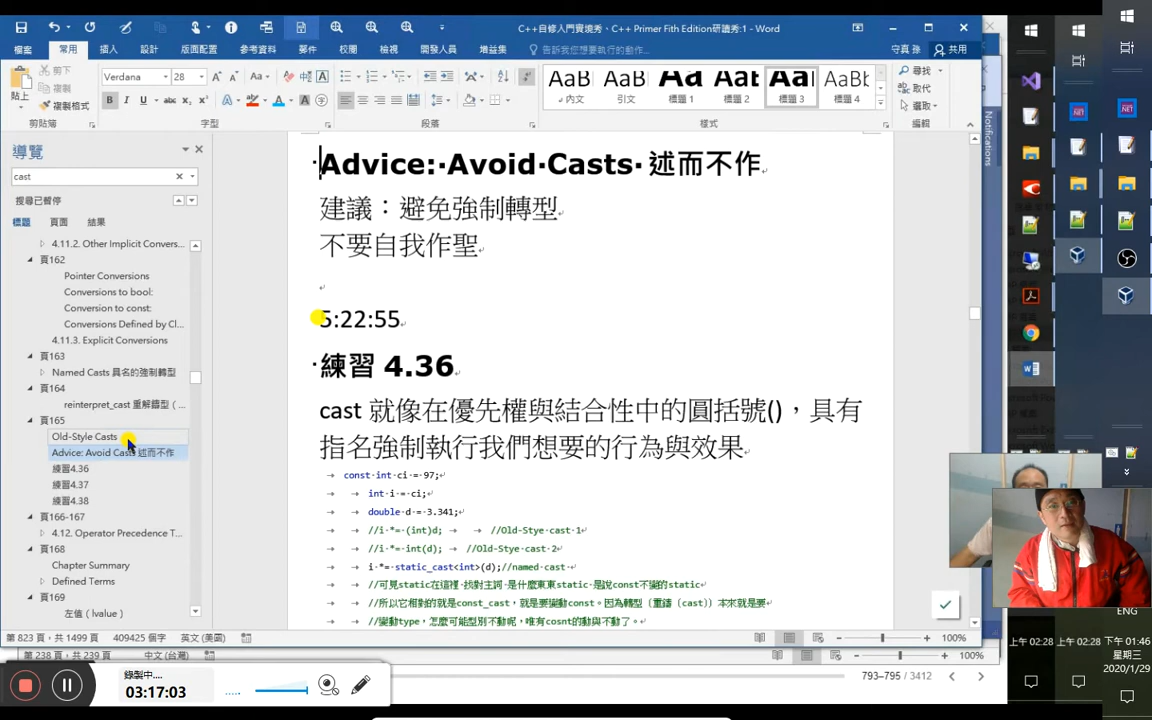 C++自修入門實境秀、C++ Primer Fith Edition研讀秀:1 - Word
檔案 常用 插入 設計 版面配置 參考資料 郵件 校閱 檢視 開發人員 增益集 告訴我您想要執行的動作... 守真 孫 共用
貼上
剪下
複製
複製格式
Verdana 28
AaB AaB Aal Aat Aal AaBb
內文 引文 標題 1 標題 2 標題 3 標題 4
尋找
取代
選取
剪貼簿 字型 段落 樣式 編輯
導覽
cast
搜尋已暫停
標題 頁面 結果
4.11.2. Other Implicit Convers...
頁162
Pointer Conversions
Conversions to bool:
Conversion to const:
Conversions Defined by Cl...
4.11.3. Explicit Conversions
頁163
Named Casts 具名的強制轉型
頁164
reinterpret_cast 重解鑄型 ( ...
頁165
Old-Style Casts
Advice: Avoid Casts 述而不作
練習4.36
練習4.37
練習4.38
頁166-167
4.12. Operator Precedence T...
頁168
Chapter Summary
Defined Terms
頁169
左值 ( lvalue )
Advice: Avoid Casts 述而不作
建議：避免強制轉型
不要自我作聖
5:22:55
練習 4.36
cast 就像在優先權與結合性中的圓括號()，具有
指名強制執行我們想要的行為與效果
const int ci = 97;
int i = ci;
double d = 3.341;
//i *= (int)d; //Old-Stye cast 1
//i *= int(d); //Old-Stye cast 2
i *= static_cast<int>(d);//named cast
//可見static在這裡 找對主詞 是什麼東東static 是說const不變的static
//所以它相對的就是const_cast，就是要變動const。因為轉型〔重鑄（cast)〕本來就是要
//變動type，怎麼可能型別不動呢，唯有cosnt的動與不動了。
Notifications
第 823 頁，共 1499 頁 409425 個字 英文 (美國) 100%
第 238 頁，共 239 頁 中文 (台灣) 100%
錄製中...
03:17:03
793–795 / 3412
ENG
上午 02:28 上午 02:28 下午 01:46
星期三
2020/1/29